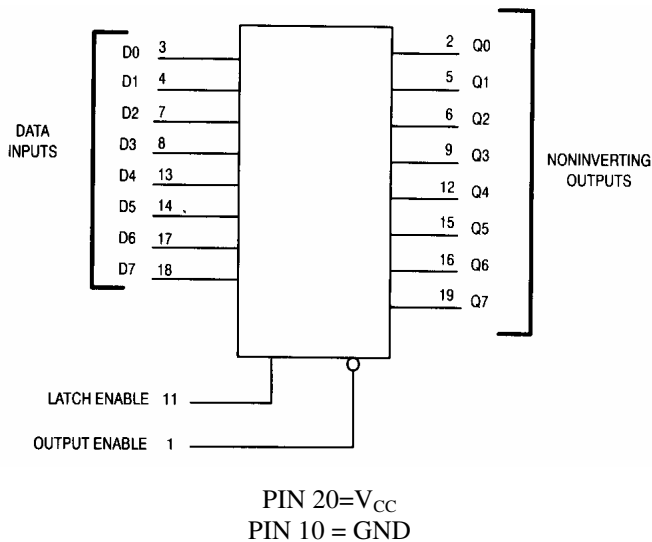 DATA
INPUTS
D0 3
D1 4
D2 7
D3 8
D4 13
D5 14
D6 17
D7 18
2 Q0
5 Q1
6 Q2
9 Q3
12 Q4
15 Q5
16 Q6
19 Q7
NONINVERTING
OUTPUTS
LATCH ENABLE 11
OUTPUT ENABLE 1
PIN 20=VCC
PIN 10 = GND